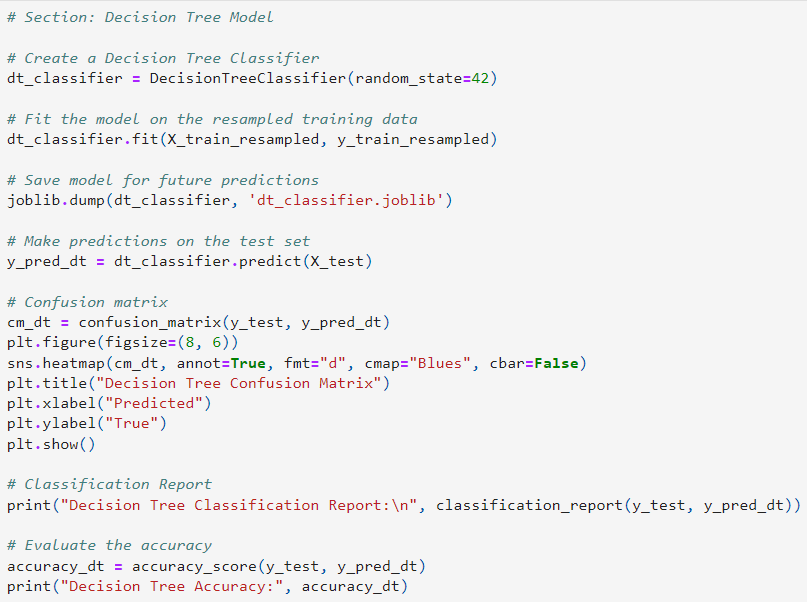 # Section: Decision Tree Model
# Create a Decision Tree Classifier
dt_classifier = DecisionTreeClassifier(random_state=42)
# Fit the model on the resampled training data
dt_classifier.fit(X_train_resampled, y_train_resampled)
# Save model for future predictions
joblib.dump(dt_classifier, 'dt_classifier.joblib')
# Make predictions on the test set
y_pred_dt = dt_classifier.predict(X_test)
# Confusion matrix
cm_dt = confusion_matrix(y_test, y_pred_dt)
plt.figure(figsize=(8, 6))
sns.heatmap(cm_dt, annot=True, fmt="d", cmap="Blues", cbar=False)
plt.title("Decision Tree Confusion Matrix")
plt.xlabel("Predicted")
plt.ylabel("True")
plt.show()
# Classification Report
print("Decision Tree Classification Report:\n", classification_report(y_test, y_pred_dt))
# Evaluate the accuracy
accuracy_dt = accuracy_score(y_test, y_pred_dt)
print("Decision Tree Accuracy:", accuracy_dt)